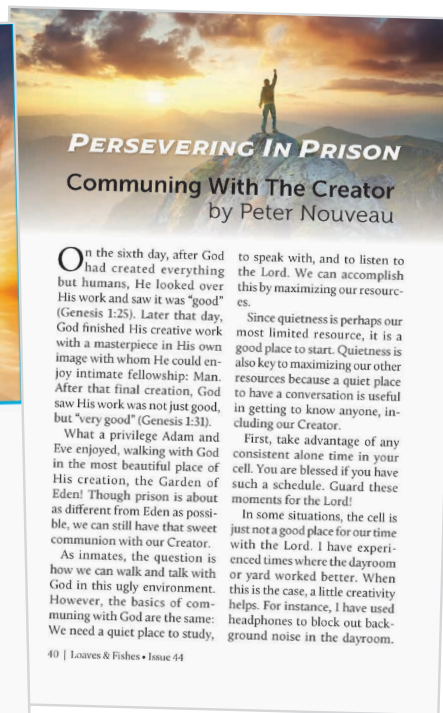 PERSEVERING IN PRISON
Communing With The Creator
by Peter Nouveau
On the sixth day, after God
had created everything
but humans, He looked over
His work and saw it was “good”
(Genesis 1:25). Later that day,
God finished His creative work
with a masterpiece in His own
image with whom He could en-
joy intimate fellowship: Man.
After that final creation, God
saw His work was not just good,
but “very good” (Genesis 1:31).
What a privilege Adam and
Eve enjoyed, walking with God
in the most beautiful place of
His creation, the Garden of
Eden! Though prison is about
as different from Eden as possi-
ble, we can still have that sweet
communion with our Creator.
As inmates, the question is
how we can walk and talk with
God in this ugly environment.
However, the basics of com-
muning with God are the same:
We need a quiet place to study,
to speak with, and to listen to
the Lord. We can accomplish
this by maximizing our resourc-
es.
Since quietness is perhaps our
most limited resource, it is a
good place to start. Quietness is
also key to maximizing our other
resources because a quiet place
to have a conversation is useful
in getting to know anyone, in-
cluding our Creator.
First, take advantage of any
consistent alone time in your
cell. You are blessed if you have
such a schedule. Guard these
moments for the Lord!
In some situations, the cell is
just not a good place for our time
with the Lord. I have experi-
enced times where the dayroom
or yard worked better. When
this is the case, a little creativity
helps. For instance, I have used
headphones to block out back-
ground noise in the dayroom.
40 | Loaves & Fishes • Issue 44